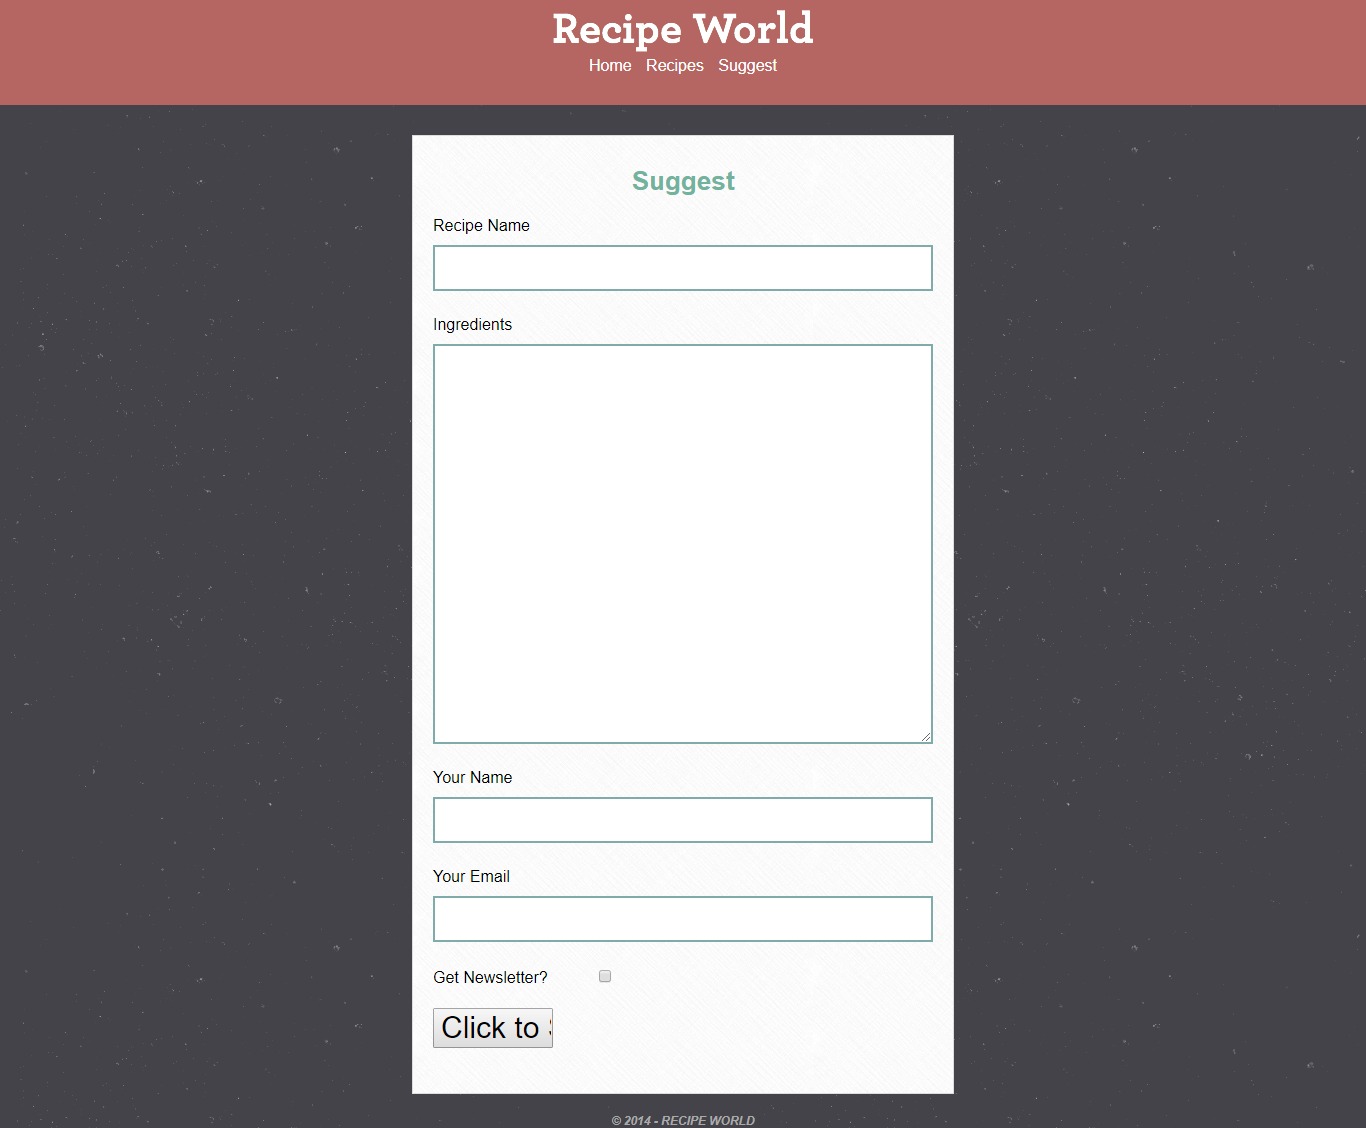 Recipe World
Home Recipes Suggest
Suggest
Recipe Name
Ingredients
Your Name
Your Email
Get Newsletter?
Click to
© 2014 - RECIPE WORLD